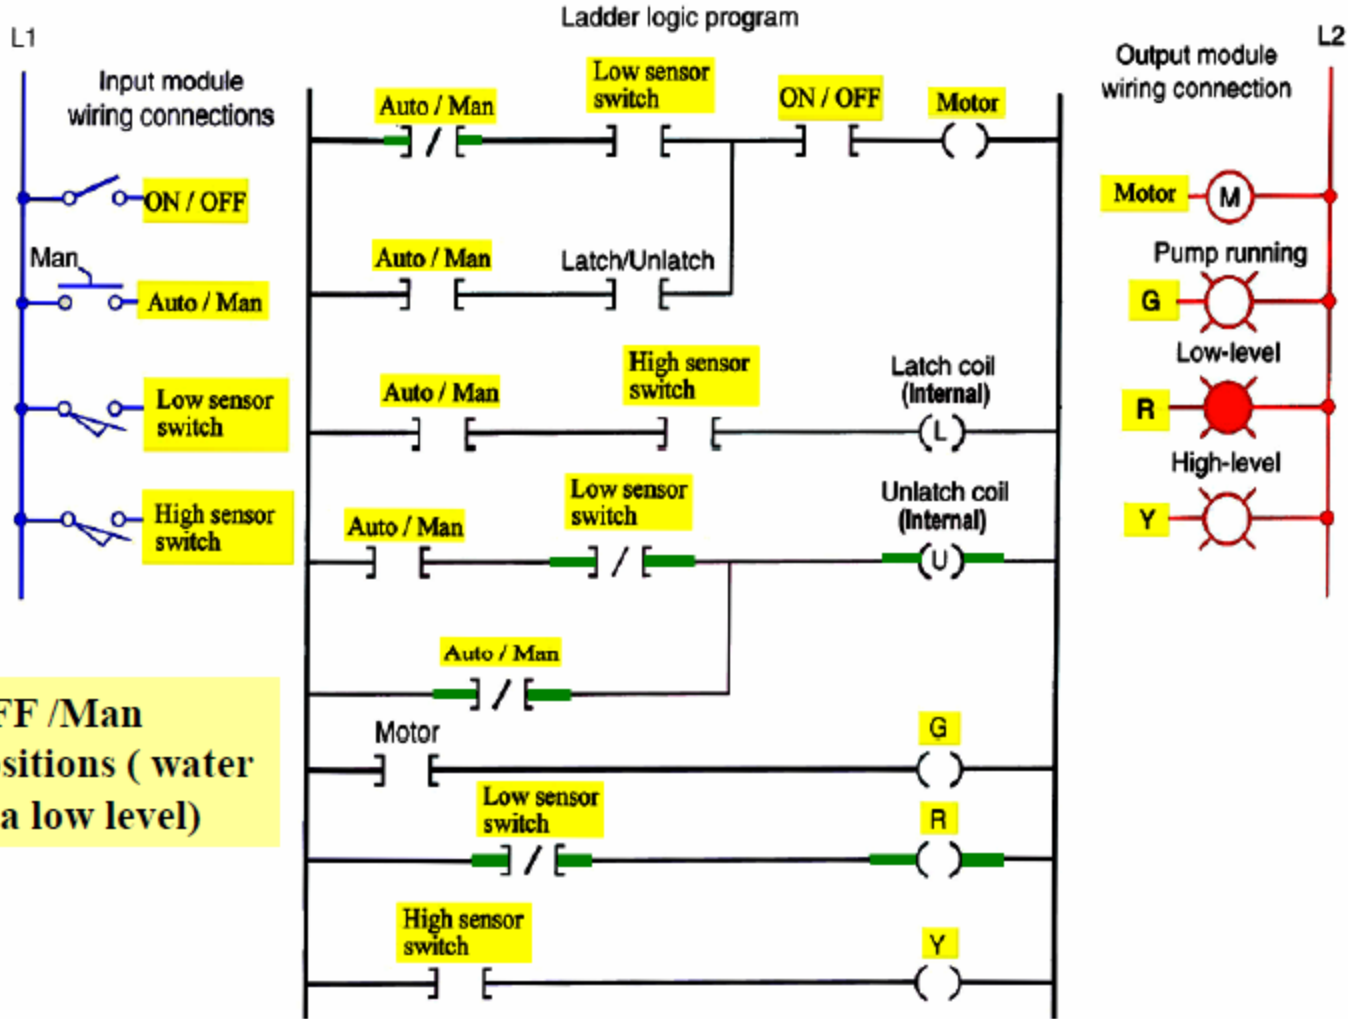 Ladder logic program
L1
L2
Input module
wiring connections
Output module
wiring connection
Auto / Man
Low sensor
switch
ON / OFF
Motor
ON / OFF
Man
Auto / Man
Low sensor
switch
High sensor
switch
Auto / Man
Latch/Unlatch
Auto / Man
High sensor
switch
Latch coil
(Internal)
L
Auto / Man
Low sensor
switch
Unlatch coil
(Internal)
U
Auto / Man
Motor
G
Low sensor
switch
R
High sensor
switch
Y
Motor
M
Pump running
G
Low-level
R
High-level
Y
FF /Man
sitions ( water
a low level)